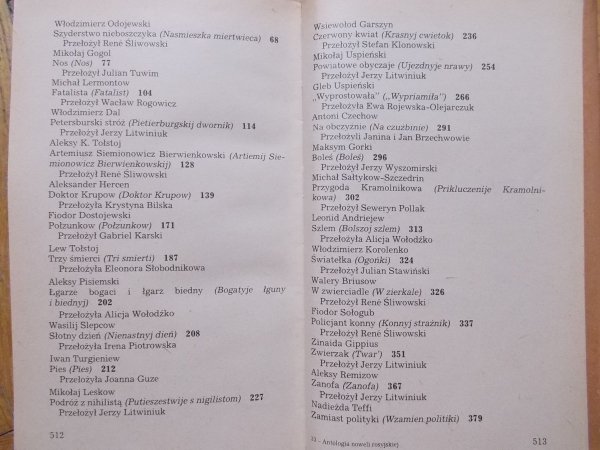 Włodzimierz Odojewski
Szyderstwo nieboszczyka (Nasmieszka miertwieca) 68
Przełożył René Śliwowski
Mikołaj Gogol
Nos (Nos) 77
Przełożył Julian Tuwim
Michał Lermontow
Fatalista (Fatalist) 104
Przełożył Wacław Rogowicz
Włodzimierz Dal
Petersburski stróż (Pietierburgskij dwornik) 114
Przełożył Jerzy Litwiniuk
Aleksy K. Tołstoj
Artemiusz Siemionowicz Bierwienkowski (Artiemij Sie-
mionowicz Bierwienkowskij) 128
Przełożył René Śliwowski
Aleksander Hercen
Doktor Krupow (Doktor Krupow) 139
Przełożyła Krystyna Bilska
Fiodor Dostojewski
Połzunkow (Połzunkow) 171
Przełożył Gabriel Karski
Lew Tołstoj
Trzy śmierci (Tri smierti) 187
Przełożyła Eleonora Słobodnikowa
Aleksy Pisiemski
Łgarze bogaci i łgarz biedny (Bogatyje łguny
i biednyj) 202
Przełożyła Alicja Wołodźko
Wasilij Slepcow
Słotny dzień (Nienastnyj dień) 208
Przełożyła Irena Piotrowska
Iwan Turgieniew
Pies (Pies) 212
Przełożyła Joanna Guze
Mikołaj Leskow
Podróż z nihilistą (Putieszestwije s nigilistom) 227
Przełożył Jerzy Litwiniuk
512
Wsiewołod Garszyn
Czerwony kwiat (Krasnyj cwietok) 236
Przełożył Stefan Klonowski
Mikołaj Uspieński
Powiatowe obyczaje (Ujezdnyje nrawy) 254
Przełożył Jerzy Litwiniuk
Gleb Uspieński
„Wyprostowała" („Wypriamiła") 266
Przełożyła Ewa Rojewska-Olejarczuk
Antoni Czechow
Na obczyźnie (Na czużbinie) 291
Przełożyli Janina i Jan Brzechwowie
Maksym Gorki
Boleś (Boleś) 296
Przełożył Jerzy Wyszomirski
Michał Sałtykow-Szczedrin
Przygoda Kramolnikowa (Prikluczenije Kramolni-
kowa) 302
Przełożył Seweryn Pollak
Leonid Andriejew
Szlem (Bolszoj szlem) 313
Przełożyła Alicja Wołodźko
Włodzimierz Korolenko
Światełka (Ogońki) 324
Przełożył Julian Stawiński
Walery Briusow
W zwierciadle (W zierkale) 326
Przełożył René Śliwowski
Fiodor Sołogub
Policjant konny (Konnyj strażnik) 337
Przełożył René Śliwowski
Zinaida Gippius
Zwierzak (Twar') 351
Przełożył Jerzy Litwiniuk
Aleksy Remizow
Zanofa (Zanofa) 367
Przełożył Jerzy Litwiniuk
Nadieżda Teffi
Zamiast polityki (Wzamien politiki) 379
33 – Antologia noweli rosyjskiej
513